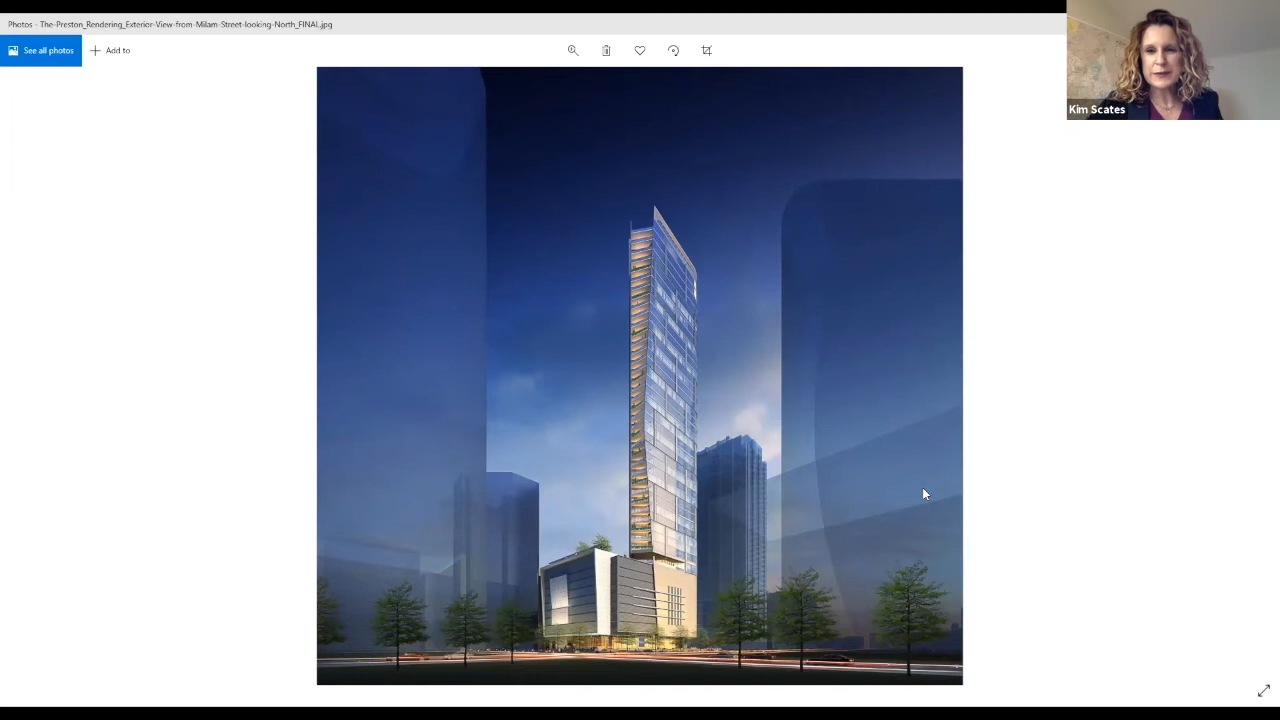 Photos - The-Preston_Rendering_Exterior-View-from-Milam-Street-looking-North_FINAL.jpg
See all photos
Add to
Kim Scates